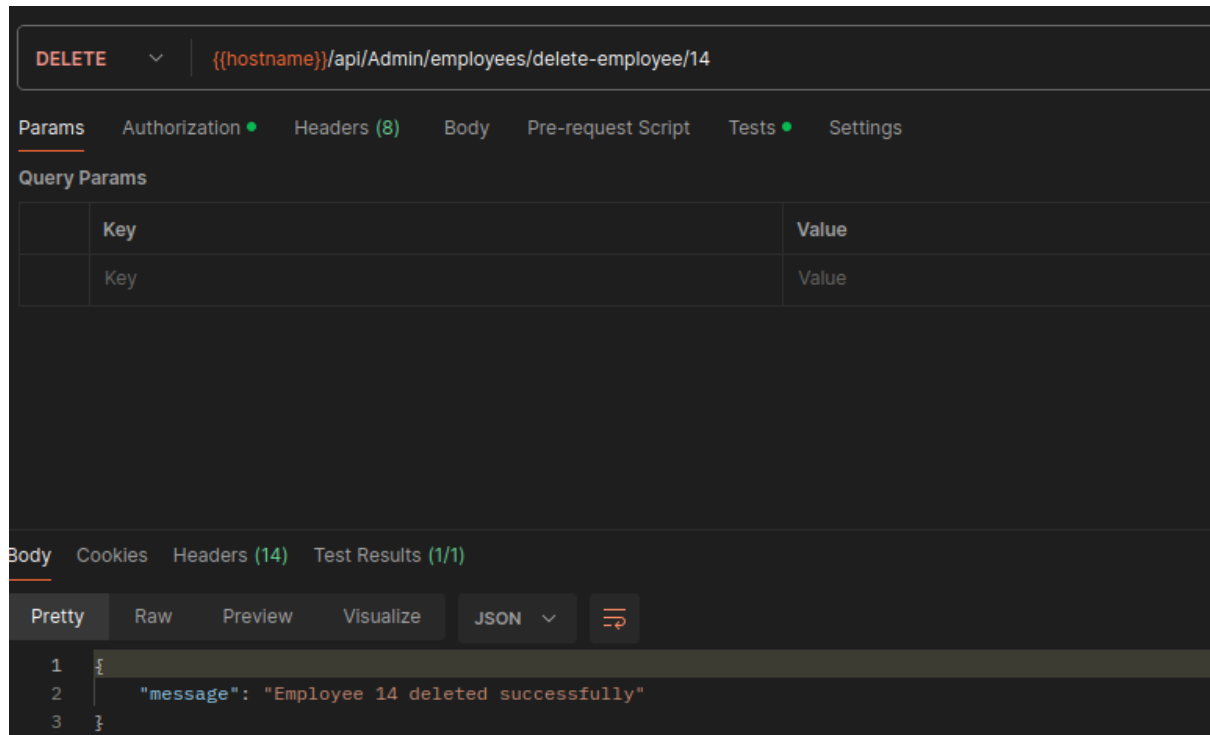 DELETE {{hostname}}/api/Admin/employees/delete-employee/14
Params Authorization Headers (8) Body Pre-request Script Tests Settings
Query Params
Key Value
Key Value
Body Cookies Headers (14) Test Results (1/1)
Pretty Raw Preview Visualize JSON
1 {
2 "message": "Employee 14 deleted successfully"
3 }